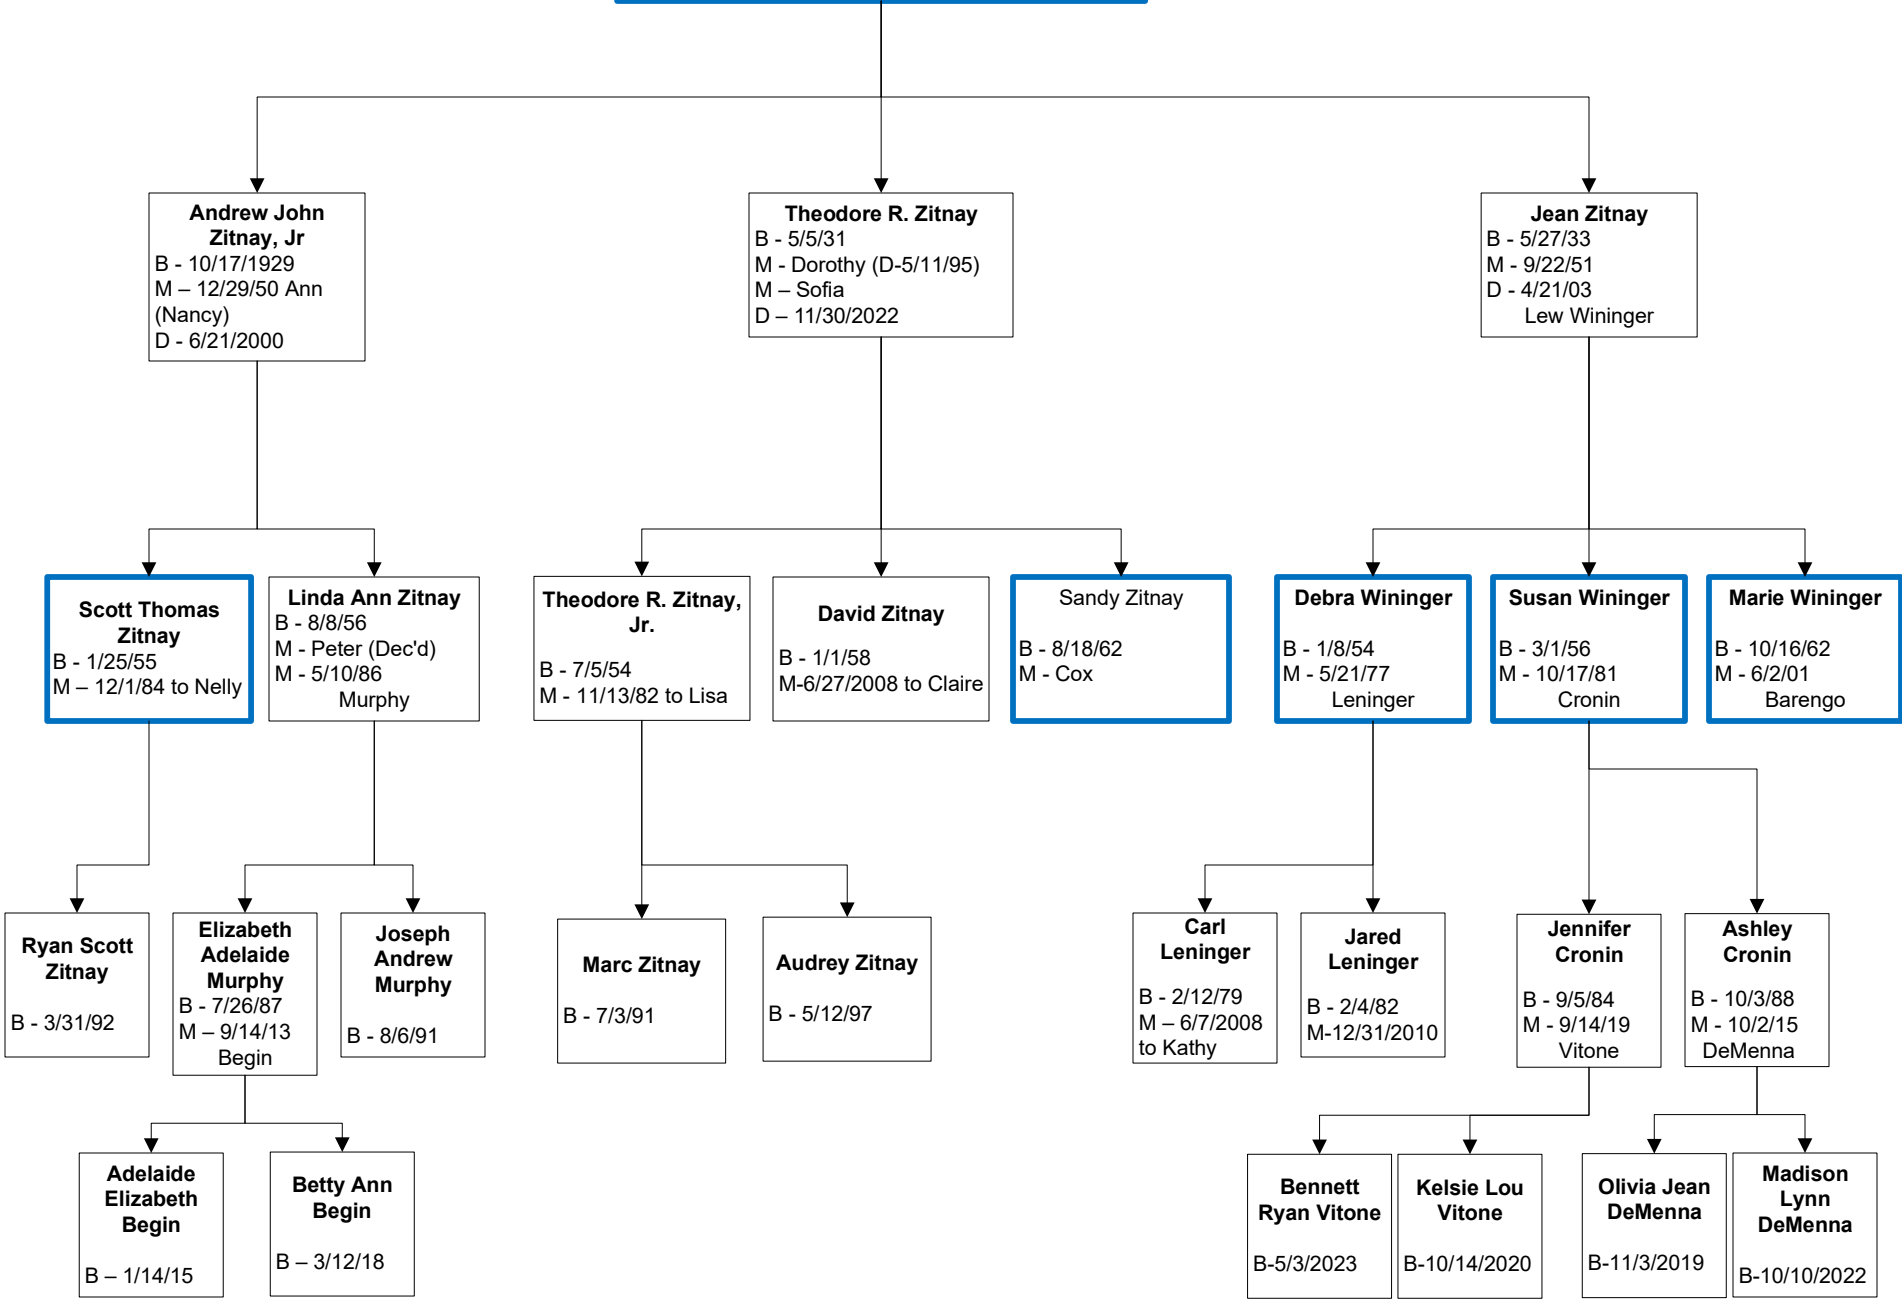 Andrew John
Zitnay, Jr
B - 10/17/1929
M – 12/29/50 Ann
(Nancy)
D - 6/21/2000
Theodore R. Zitnay
B - 5/5/31
M - Dorothy (D-5/11/95)
M – Sofia
D – 11/30/2022
Jean Zitnay
B - 5/27/33
M - 9/22/51
D - 4/21/03
Lew Wininger
Scott Thomas
Zitnay
B - 1/25/55
M – 12/1/84 to Nelly
Linda Ann Zitnay
B - 8/8/56
M - Peter (Dec'd)
M - 5/10/86
Murphy
Theodore R. Zitnay,
Jr.
B - 7/5/54
M - 11/13/82 to Lisa
David Zitnay
B - 1/1/58
M-6/27/2008 to Claire
Sandy Zitnay
B - 8/18/62
M - Cox
Debra Wininger
B - 1/8/54
M - 5/21/77
Leninger
Susan Wininger
B - 3/1/56
M - 10/17/81
Cronin
Marie Wininger
B - 10/16/62
M - 6/2/01
Barengo
Ryan Scott
Zitnay
B - 3/31/92
Elizabeth
Adelaide
Murphy
B - 7/26/87
M – 9/14/13
Begin
Joseph
Andrew
Murphy
B - 8/6/91
Marc Zitnay
B - 7/3/91
Audrey Zitnay
B - 5/12/97
Carl
Leninger
B - 2/12/79
M – 6/7/2008
to Kathy
Jared
Leninger
B - 2/4/82
M-12/31/2010
Jennifer
Cronin
B - 9/5/84
M - 9/14/19
Vitone
Ashley
Cronin
B - 10/3/88
M - 10/2/15
DeMenna
Adelaide
Elizabeth
Begin
B – 1/14/15
Betty Ann
Begin
B – 3/12/18
Bennett
Ryan Vitone
B-5/3/2023
Kelsie Lou
Vitone
B-10/14/2020
Olivia Jean
DeMenna
B-11/3/2019
Madison
Lynn
DeMenna
B-10/10/2022